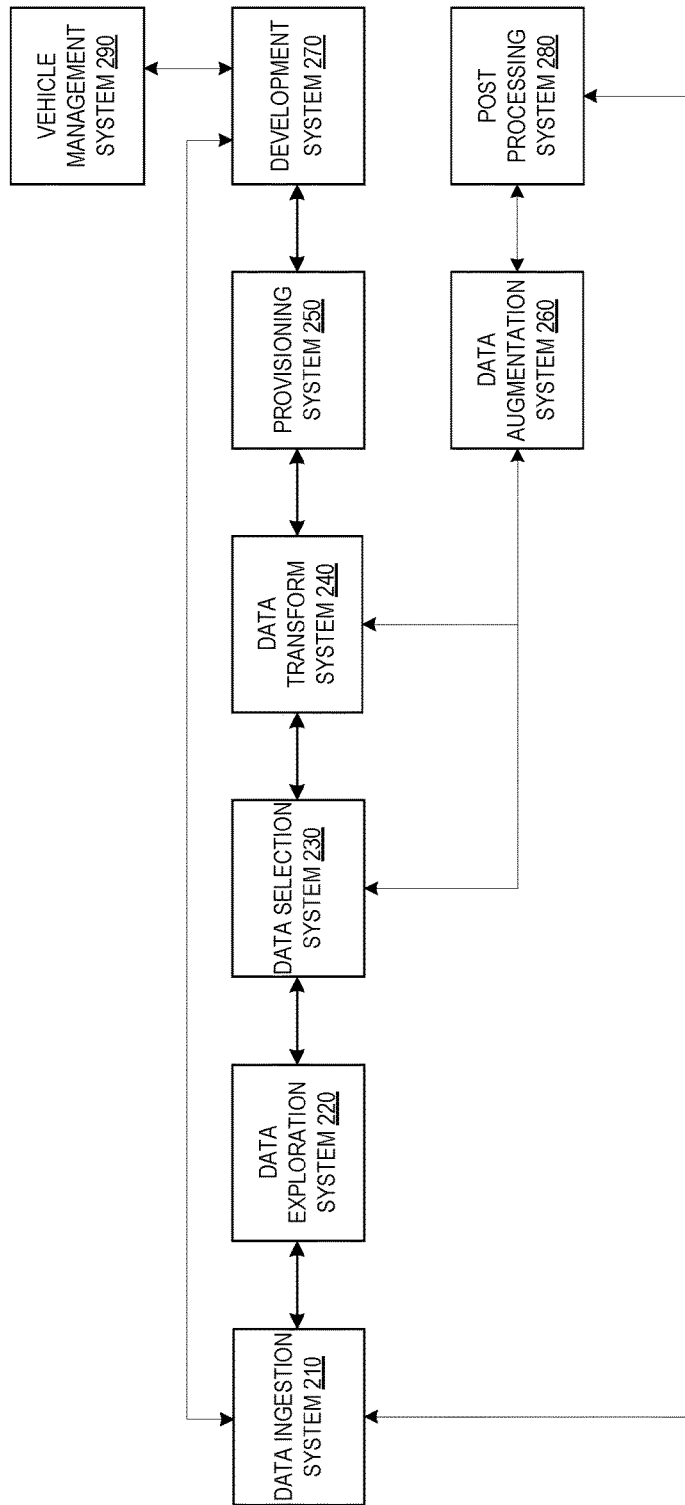 VEHICLE
MANAGEMENT
SYSTEM 290
DATA INGESTION
SYSTEM 210
DATA
EXPLORATION
SYSTEM 220
DATA SELECTION
SYSTEM 230
DATA
TRANSFORM
SYSTEM 240
PROVISIONING
SYSTEM 250
DEVELOPMENT
SYSTEM 270
DATA
AUGMENTATION
SYSTEM 260
POST
PROCESSING
SYSTEM 280